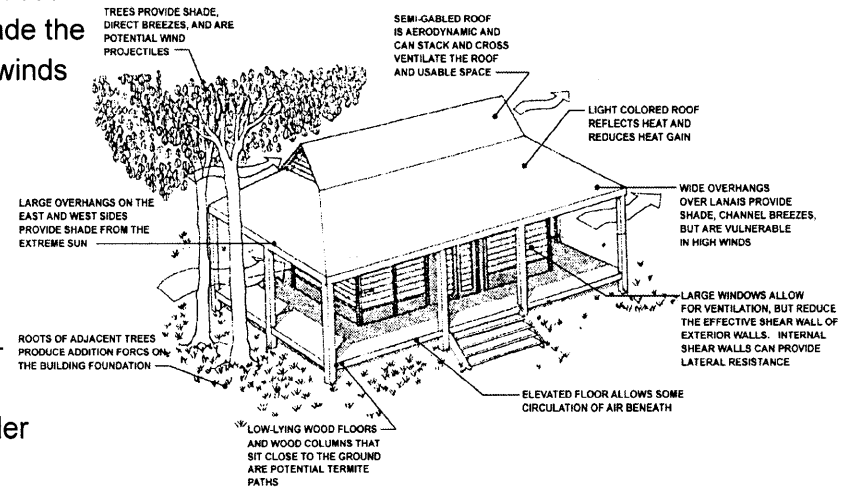 ade the
winds
ler
TREES PROVIDE SHADE,
DIRECT BREEZES, AND ARE
POTENTIAL WIND
PROJECTILES
SEMI-GABLED ROOF
IS AERODYNAMIC AND
CAN STACK AND CROSS
VENTILATE THE ROOF
AND USABLE SPACE
LIGHT COLORED ROOF
REFLECTS HEAT AND
REDUCES HEAT GAIN
LARGE OVERHANGS ON THE
EAST AND WEST SIDES
PROVIDE SHADE FROM THE
EXTREME SUN
WIDE OVERHANGS
OVER LANAIS PROVIDE
SHADE, CHANNEL BREEZES,
BUT ARE VULNERABLE
IN HIGH WINDS
LARGE WINDOWS ALLOW
FOR VENTILATION, BUT REDUCE
THE EFFECTIVE SHEAR WALL OF
EXTERIOR WALLS. INTERNAL
SHEAR WALLS CAN PROVIDE
LATERAL RESISTANCE
ROOTS OF ADJACENT TREES
PRODUCE ADDITION FORCS ON
THE BUILDING FOUNDATION
ELEVATED FLOOR ALLOWS SOME
CIRCULATION OF AIR BENEATH
LOW-LYING WOOD FLOORS
AND WOOD COLUMNS THAT
SIT CLOSE TO THE GROUND
ARE POTENTIAL TERMITE
PATHS